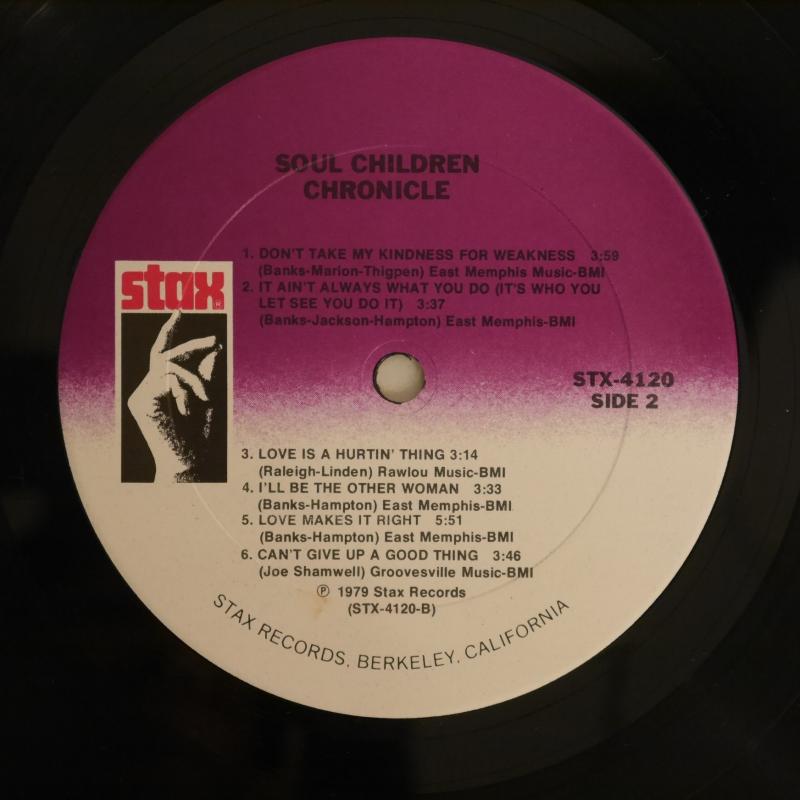 SOUL CHILDREN
CHRONICLE
1. DON'T TAKE MY KINDNESS FOR WEAKNESS 3:59
(Banks-Marion-Thigpen) East Memphis Music-BMI
2. IT AIN'T ALWAYS WHAT YOU DO (IT'S WHO YOU
LET SEE YOU DO IT) 3:37
(Banks-Jackson-Hampton) East Memphis-BMI
stax®
STX-4120
SIDE 2
3. LOVE IS A HURTIN' THING 3:14
(Raleigh-Linden) Rawlou Music-BMI
4. I'LL BE THE OTHER WOMAN 3:33
(Banks-Hampton) East Memphis-BMI
5. LOVE MAKES IT RIGHT 5:51
(Banks-Hampton) East Memphis-BMI
6. CAN'T GIVE UP A GOOD THING 3:46
(Joe Shamwell) Groovesville Music-BMI
℗ 1979 Stax Records
(STX-4120-B)
STAX RECORDS, BERKELEY, CALIFORNIA